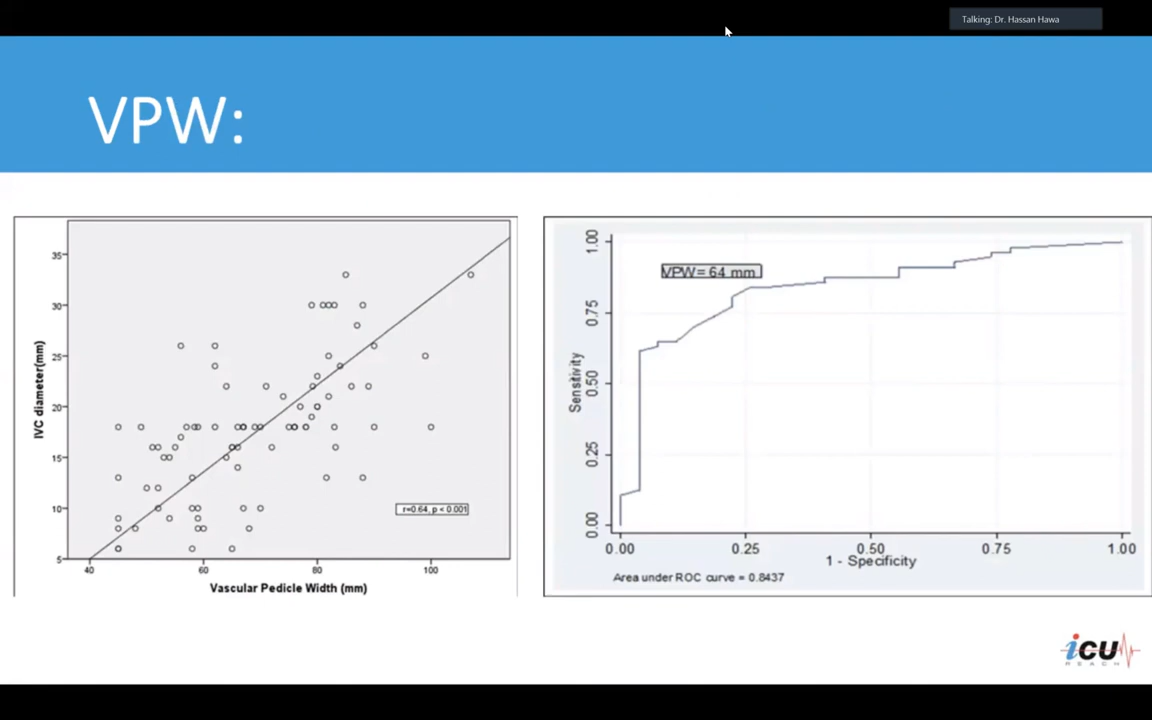 Talking: Dr. Hassan Hawa
VPW:
35
30
25
20
15
10
5
IVC diameter(mm)
r=0.64, p < 0.001
40 60 80 100
Vascular Pedicle Width (mm)
VPW= 64 mm
1.00
0.75
0.50
0.25
0.00
Sensitivity
0.00 0.25 0.50 0.75 1.00
1 - Specificity
Area under ROC curve = 0.8437
iCU
REACH